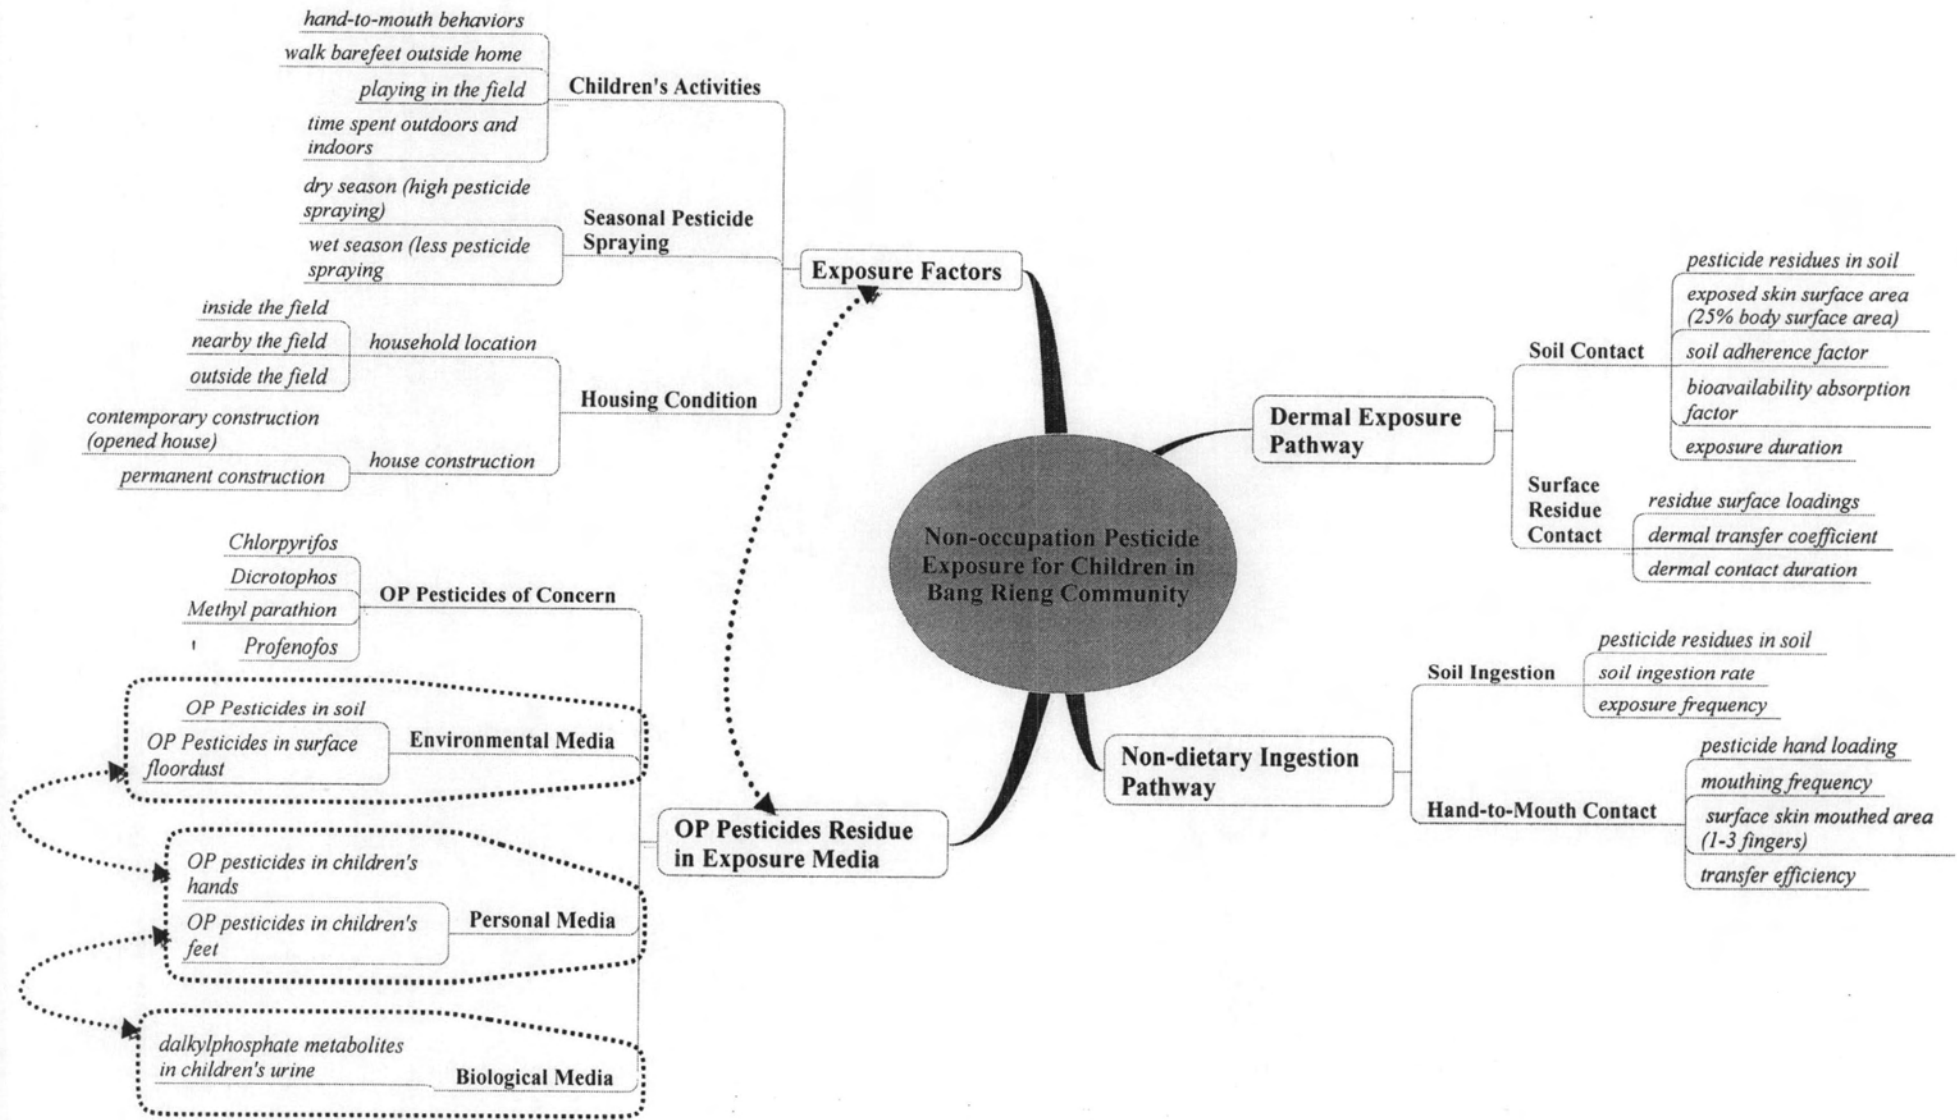 hand-to-mouth behaviors
walk barefeet outside home
playing in the field
time spent outdoors and
indoors
Children's Activities
dry season (high pesticide
spraying)
wet season (less pesticide
spraying
Seasonal Pesticide
Spraying
inside the field
nearby the field
outside the field
household location
contemporary construction
(opened house)
permanent construction
house construction
Housing Condition
Exposure Factors
Chlorpyrifos
Dicrotophos
Methyl parathion
Profenofos
OP Pesticides of Concern
OP Pesticides in soil
OP Pesticides in surface
floordust
Environmental Media
OP pesticides in children's
hands
OP pesticides in children's
feet
Personal Media
dalkylphosphate metabolites
in children's urine
Biological Media
OP Pesticides Residue
in Exposure Media
Non-occupation Pesticide
Exposure for Children in
Bang Rieng Community
Dermal Exposure
Pathway
Soil Contact
pesticide residues in soil
exposed skin surface area
(25% body surface area)
soil adherence factor
bioavailability absorption
factor
exposure duration
Surface
Residue
Contact
residue surface loadings
dermal transfer coefficient
dermal contact duration
Non-dietary Ingestion
Pathway
Soil Ingestion
pesticide residues in soil
soil ingestion rate
exposure frequency
Hand-to-Mouth Contact
pesticide hand loading
mouthing frequency
surface skin mouthed area
(1-3 fingers)
transfer efficiency